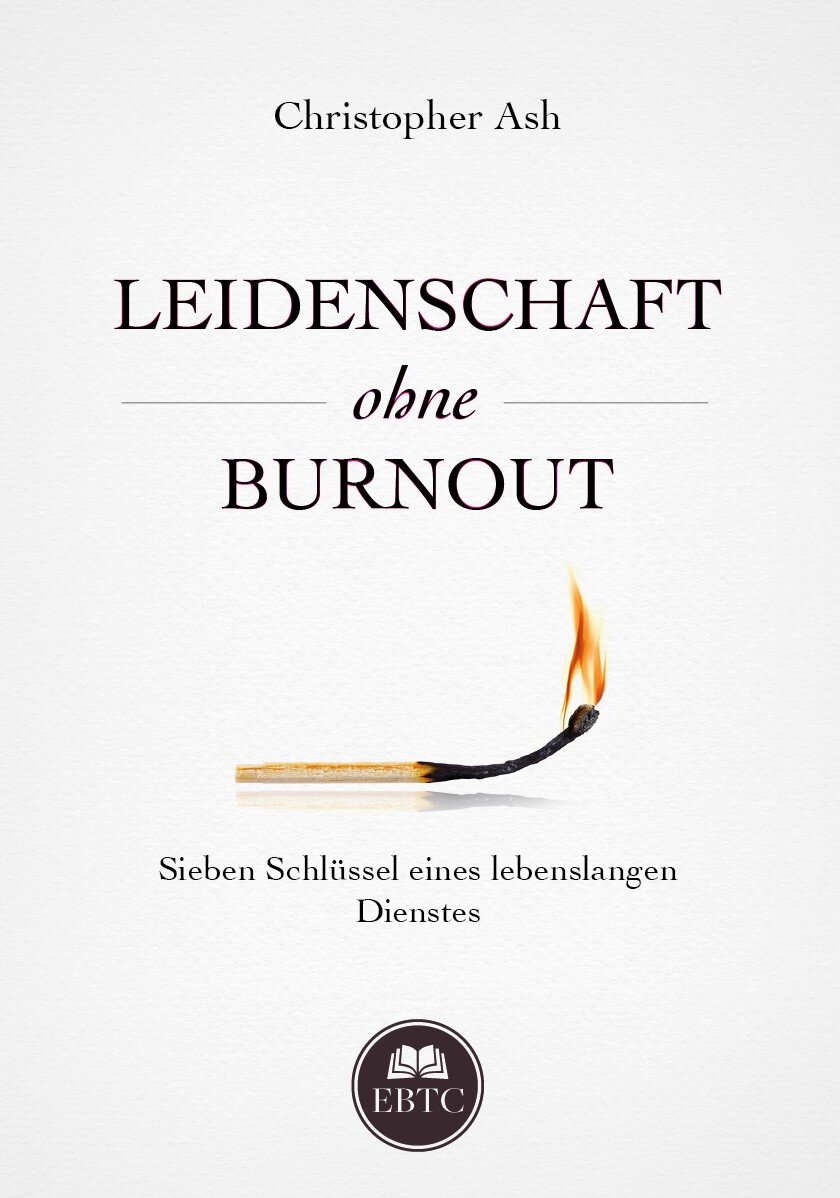 Christopher Ash
LEIDENSCHAFT
ohne
BURNOUT
Sieben Schlüssel eines lebenslangen
Dienstes
EBTC